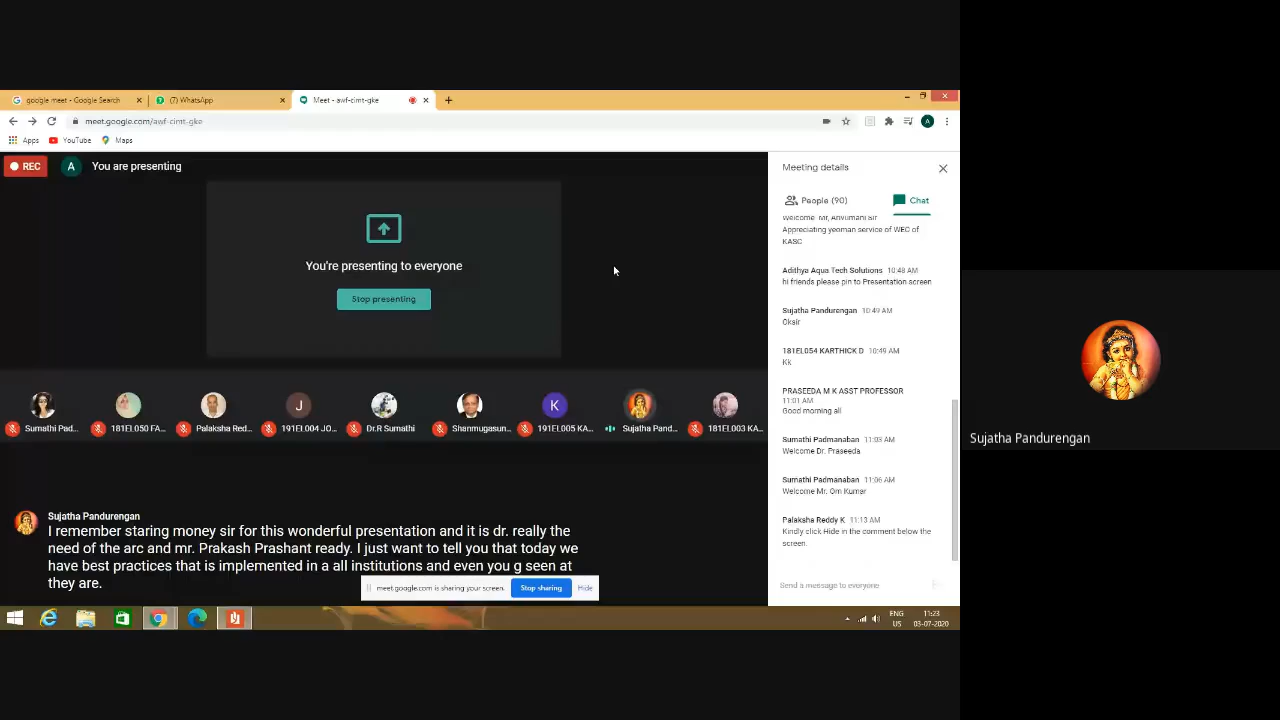 google meet - Google Search
(7) WhatsApp
Meet - awf-cimt-gke
meet.google.com/awf-cimt-gke
A
Apps
YouTube
Maps
REC
A
You are presenting
Meeting details
People (90)
Chat
You're presenting to everyone
Stop presenting
Appreciating yeoman service of WEC of
KASC
Adithya Aqua Tech Solutions 10:48 AM
hi friends please pin to Presentation screen
Sujatha Pandurengan 10:49 AM
Oksir
181EL054 KARTHICK D 10:49 AM
Kk
PRASEEDA M K ASST PROFESSOR
11:01 AM
Good morning all
Sumathi Padmanaban 11:03 AM
Welcome Dr. Praseeda
Sumathi Padmanaban 11:06 AM
Welcome Mr. Om Kumar
Palaksha Reddy K 11:13 AM
Kindly click Hide in the comment below the
screen.
Send a message to everyone
J
K
Sumathi Pad...
181EL050 FA...
Palaksha Red...
191EL004 JO...
Dr.R Sumathi
Shanmugasun...
191EL005 KA...
Sujatha Pand...
181EL003 KA...
Sujatha Pandurengan
I remember staring money sir for this wonderful presentation and it is dr. really the
need of the arc and mr. Prakash Prashant ready. I just want to tell you that today we
have best practices that is implemented in a all institutions and even you g seen at
they are.
meet.google.com is sharing your screen.
Stop sharing
Hide
ENG
US
11:23
03-07-2020
Sujatha Pandurengan